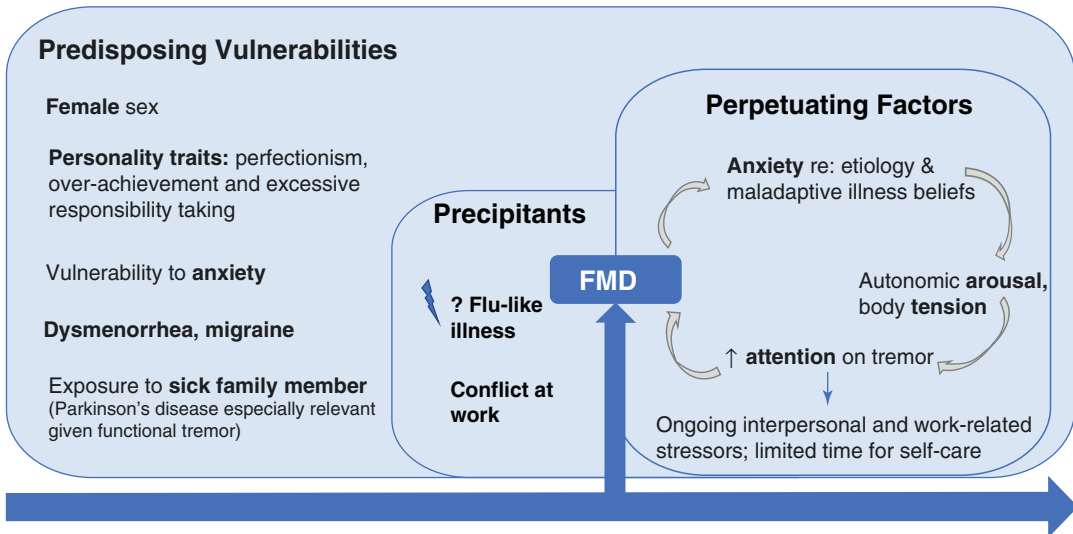 Predisposing Vulnerabilities
Female sex
Personality traits: perfectionism,
over-achievement and excessive
responsibility taking
Vulnerability to anxiety
Dysmenorrhea, migraine
Exposure to sick family member
(Parkinson's disease especially relevant
given functional tremor)
Precipitants
? Flu-like
illness
Conflict at
work
FMD
Perpetuating Factors
Anxiety re: etiology &
maladaptive illness beliefs
Autonomic arousal,
body tension
↑ attention on tremor
Ongoing interpersonal and work-related
stressors; limited time for self-care